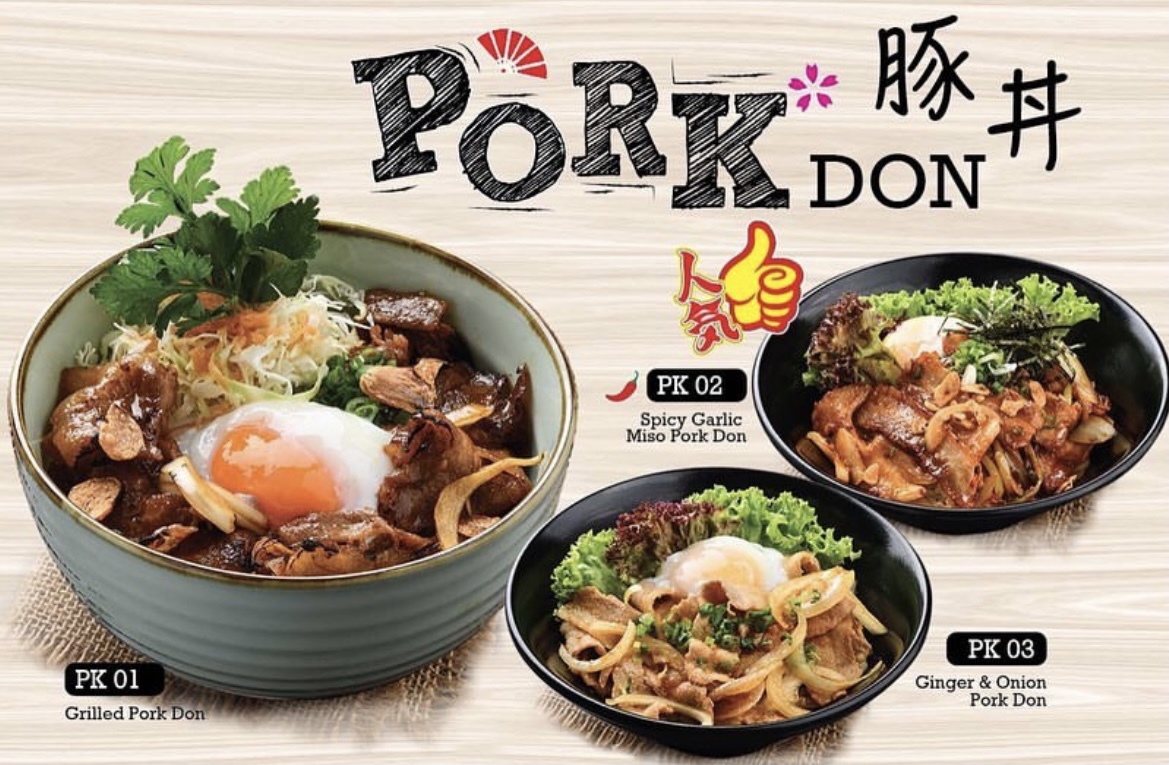 PORK
豚丼
DON
人気
PK 02
Spicy Garlic
Miso Pork Don
PK 03
Ginger & Onion
Pork Don
PK 01
Grilled Pork Don